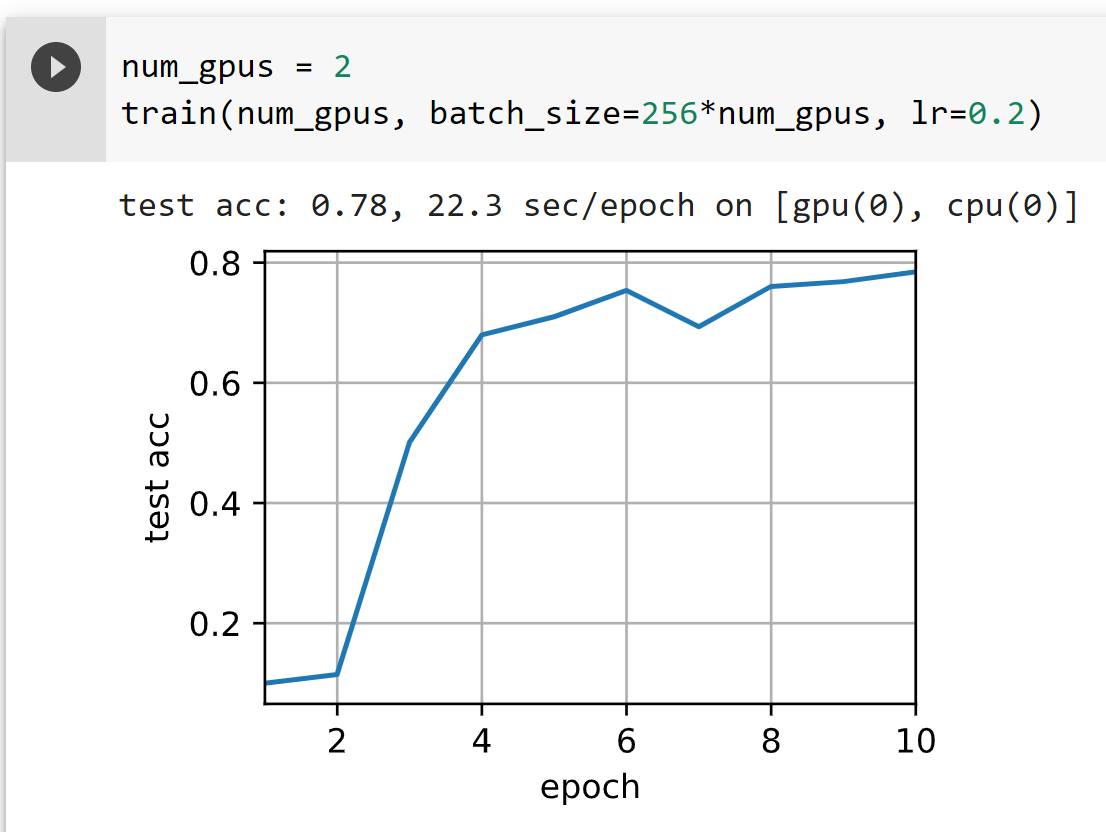 num_gpus = 2
train(num_gpus, batch_size=256*num_gpus, lr=0.2)
test acc: 0.78, 22.3 sec/epoch on [gpu(0), cpu(0)]
0.8
0.6
0.4
0.2
test acc
2 4 6 8 10
epoch